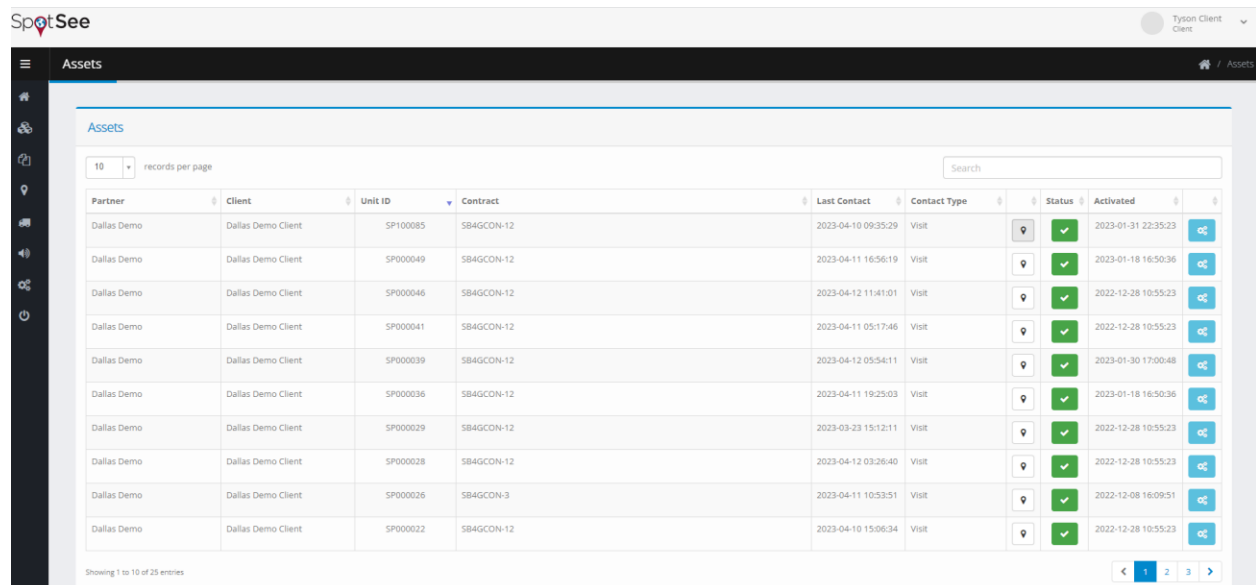 SpotSee
Tyson Client
Client
Assets
/ Assets
Assets
10 records per page Search
Partner Client Unit ID Contract Last Contact Contact Type Status Activated
Dallas Demo Dallas Demo Client SP100085 SB4GCON-12 2023-04-10 09:35:29 Visit 2023-01-31 22:35:23
Dallas Demo Dallas Demo Client SP000049 SB4GCON-12 2023-04-11 16:56:19 Visit 2023-01-18 16:50:36
Dallas Demo Dallas Demo Client SP000046 SB4GCON-12 2023-04-12 11:41:01 Visit 2022-12-28 10:55:23
Dallas Demo Dallas Demo Client SP000041 SB4GCON-12 2023-04-11 05:17:46 Visit 2022-12-28 10:55:23
Dallas Demo Dallas Demo Client SP000039 SB4GCON-12 2023-04-12 05:54:11 Visit 2023-01-30 17:00:48
Dallas Demo Dallas Demo Client SP000036 SB4GCON-12 2023-04-11 19:25:03 Visit 2023-01-18 16:50:36
Dallas Demo Dallas Demo Client SP000029 SB4GCON-12 2023-03-23 15:12:11 Visit 2022-12-28 10:55:23
Dallas Demo Dallas Demo Client SP000028 SB4GCON-12 2023-04-12 03:26:40 Visit 2022-12-28 10:55:23
Dallas Demo Dallas Demo Client SP000026 SB4GCON-3 2023-04-11 10:53:51 Visit 2022-12-08 16:09:51
Dallas Demo Dallas Demo Client SP000022 SB4GCON-12 2023-04-10 15:06:34 Visit 2022-12-28 10:55:23
Showing 1 to 10 of 25 entries 1 2 3